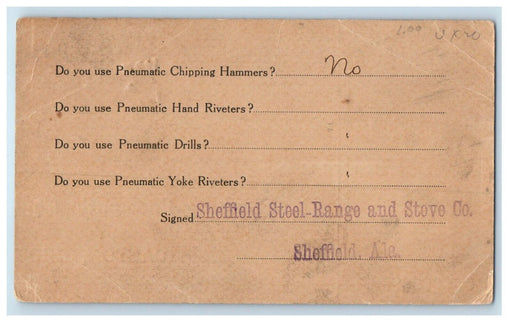 1.00
Do you use Pneumatic Chipping Hammers? No
Do you use Pneumatic Hand Riveters? "
Do you use Pneumatic Drills? "
Do you use Pneumatic Yoke Riveters? "
Signed Sheffield Steel-Range and Stove Co.
Sheffield, Ala.